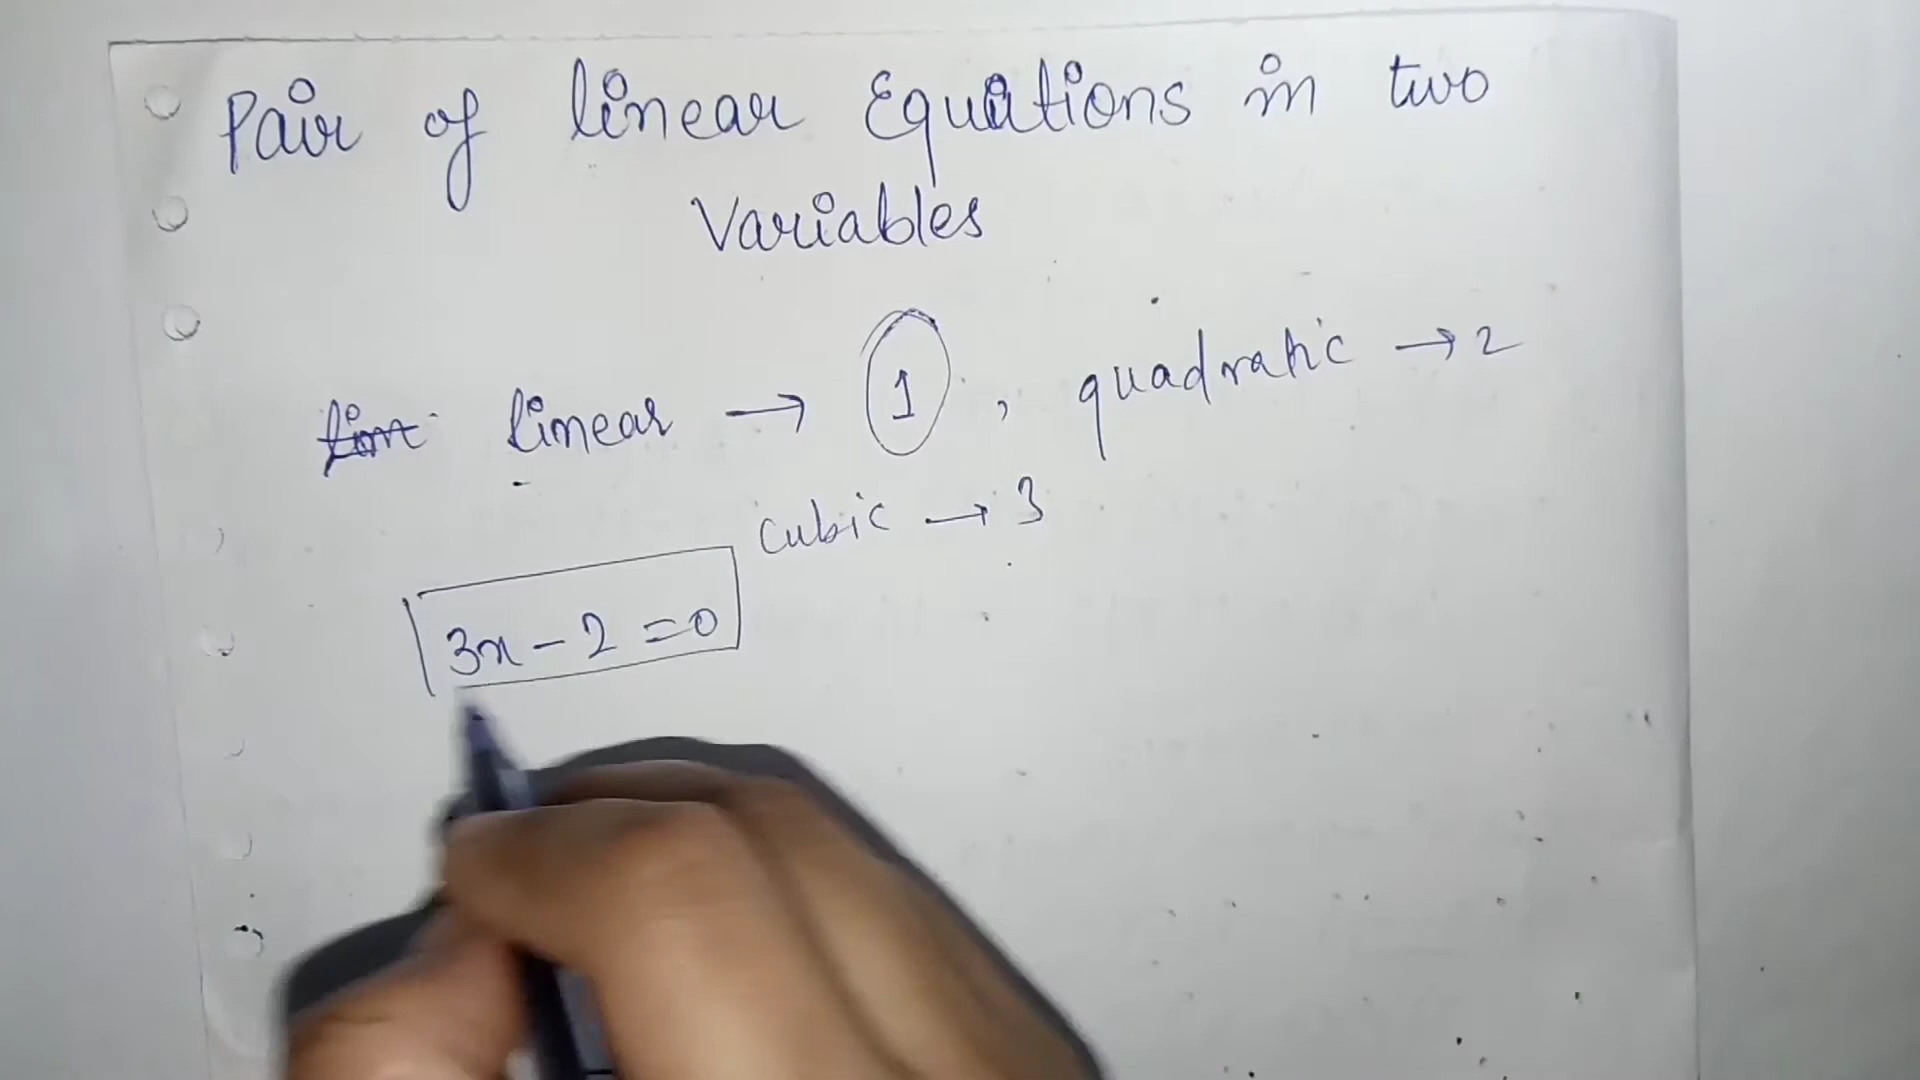 Pair of linear Equations in two
Variables
linear → 1 , quadratic → 2
cubic → 3
3x - 2 = 0